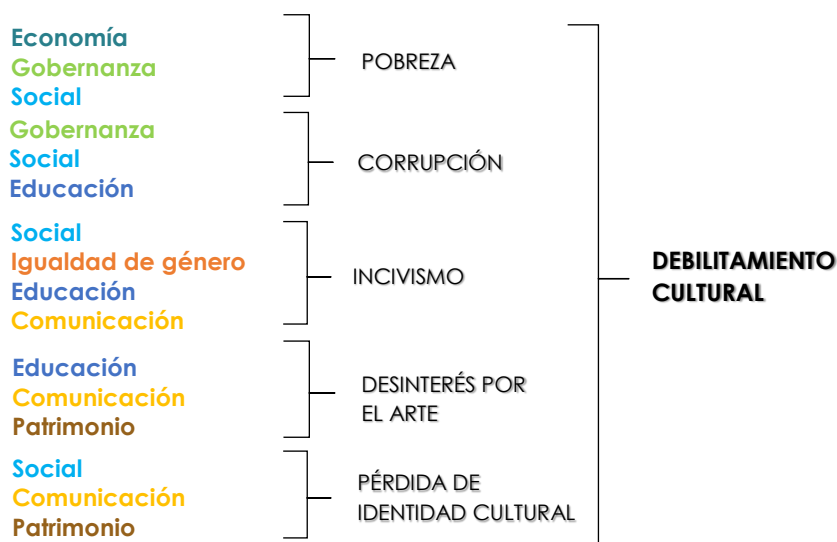 Economía
Gobernanza
Social
POBREZA
Gobernanza
Social
Educación
CORRUPCIÓN
Social
Igualdad de género
Educación
Comunicación
INCIVISMO
Educación
Comunicación
Patrimonio
DESINTERÉS POR
EL ARTE
Social
Comunicación
Patrimonio
PÉRDIDA DE
IDENTIDAD CULTURAL
DEBILITAMIENTO
CULTURAL